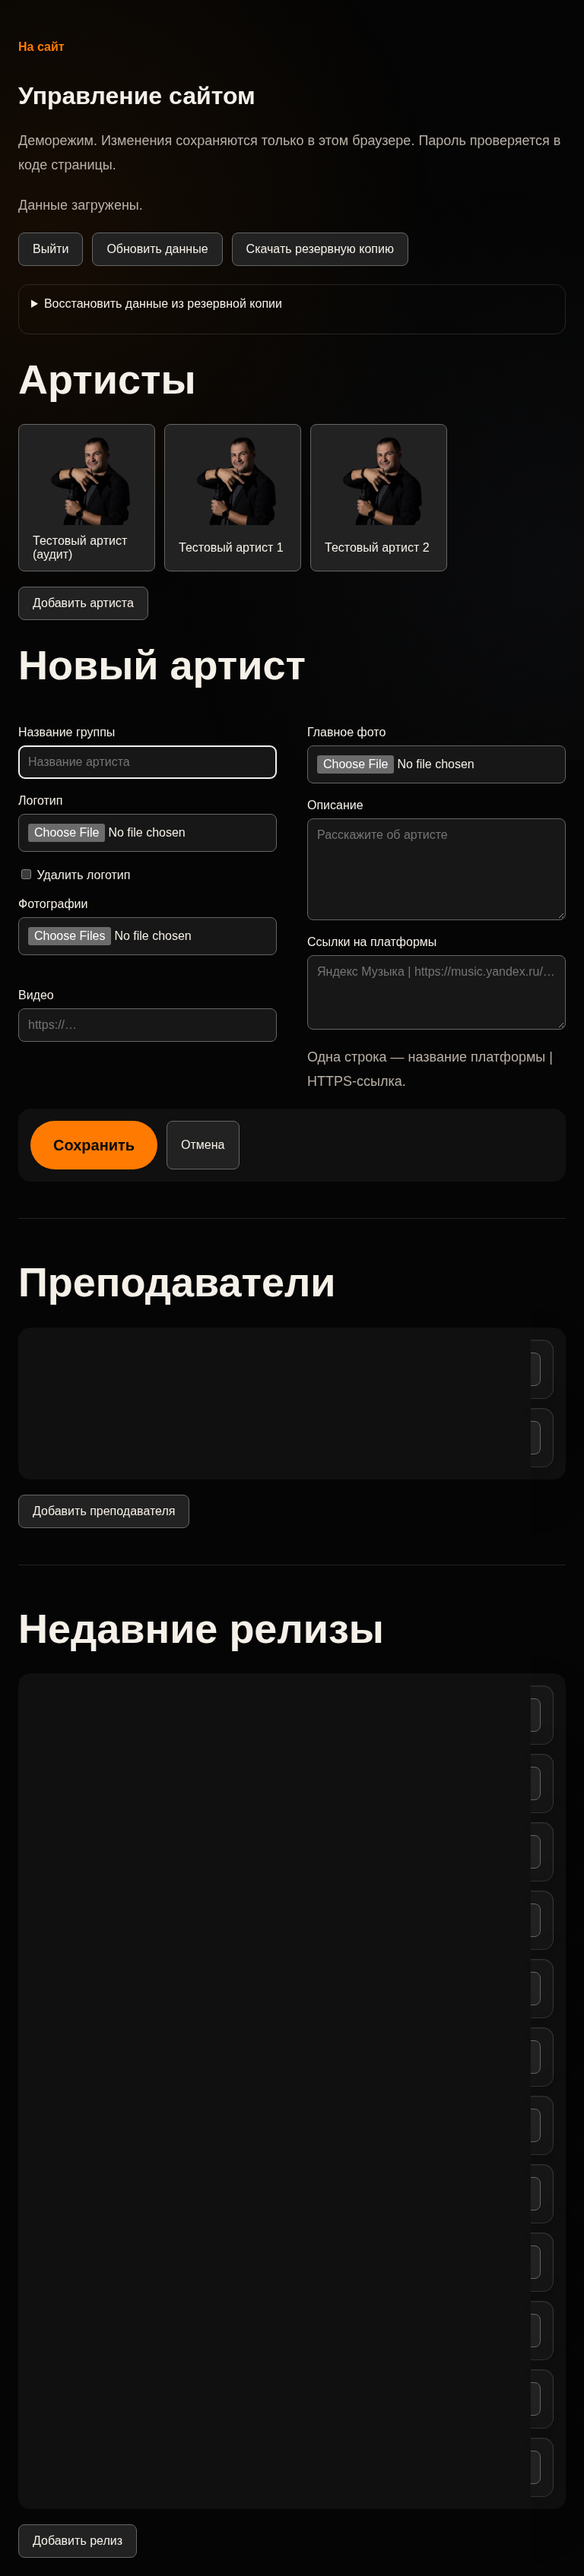 На сайт
Управление сайтом
Деморежим. Изменения сохраняются только в этом браузере. Пароль проверяется в
коде страницы.
Данные загружены.
Выйти
Обновить данные
Скачать резервную копию
Восстановить данные из резервной копии
Артисты
Тестовый артист
(аудит)
Тестовый артист 1
Тестовый артист 2
Добавить артиста
Новый артист
Название группы
Название артиста
Логотип
Choose File No file chosen
Удалить логотип
Фотографии
Choose Files No file chosen
Видео
https://…
Главное фото
Choose File No file chosen
Описание
Расскажите об артисте
Ссылки на платформы
Яндекс Музыка | https://music.yandex.ru/…
Одна строка — название платформы |
HTTPS-ссылка.
Сохранить
Отмена
Преподаватели
Добавить преподавателя
Недавние релизы
Добавить релиз